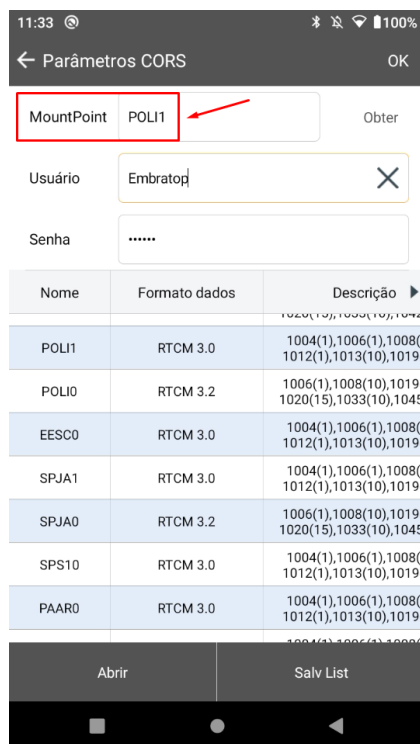 11:33 100%
Parâmetros CORS OK
MountPoint POLI1 Obter
Usuário Embratop
Senha ••••••
Nome Formato dados Descrição
POLI1 RTCM 3.0 1004(1),1006(1),1008(
1012(1),1013(10),1019
POLI0 RTCM 3.2 1006(1),1008(10),1019
1020(15),1033(10),1045
EESC0 RTCM 3.0 1004(1),1006(1),1008(
1012(1),1013(10),1019
SPJA1 RTCM 3.0 1004(1),1006(1),1008(
1012(1),1013(10),1019
SPJA0 RTCM 3.2 1006(1),1008(10),1019
1020(15),1033(10),1045
SPS10 RTCM 3.0 1004(1),1006(1),1008(
1012(1),1013(10),1019
PAAR0 RTCM 3.0 1004(1),1006(1),1008(
1012(1),1013(10),1019
Abrir Salv List